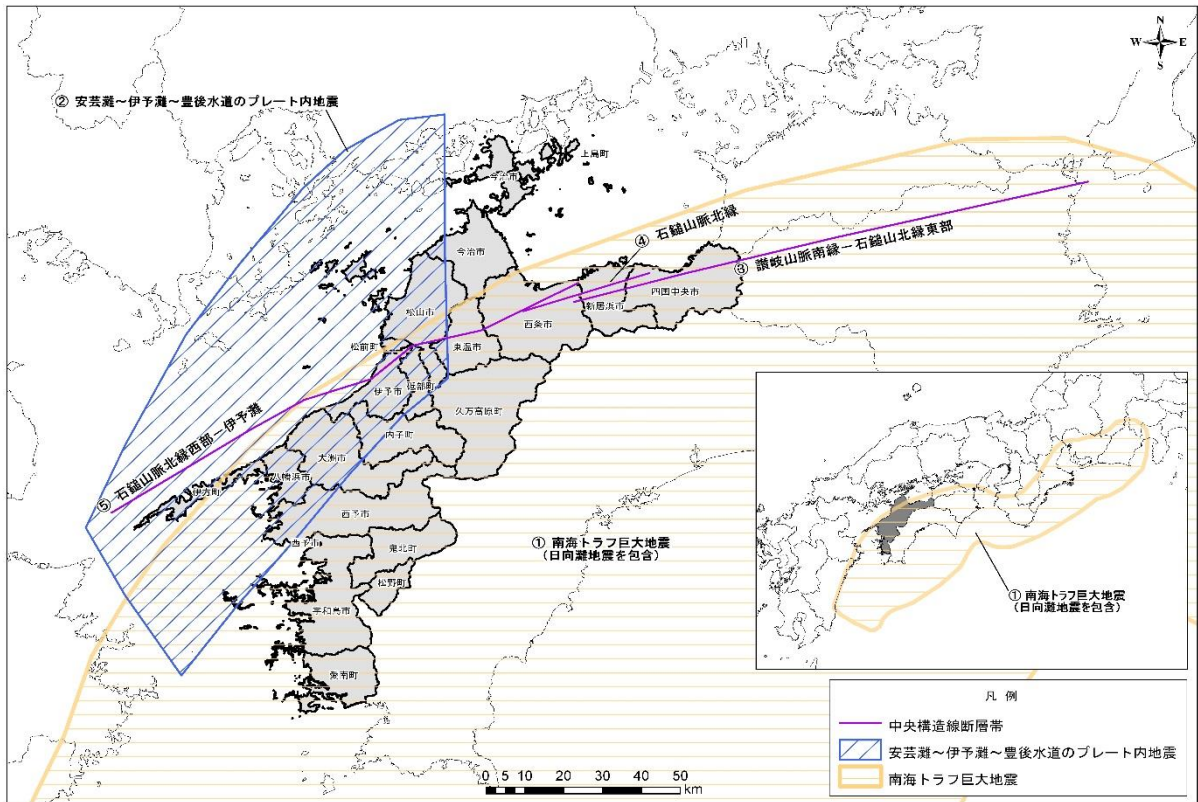 N
W E
S
② 安芸灘～伊予灘～豊後水道のプレート内地震
上島町
今治市
今治市
④ 石鎚山脈北縁
③ 讃岐山脈南縁－石鎚山北縁東部
四国中央市
新居浜市
西条市
松山市
東温市
松前町
砥部町
伊予市
久万高原町
内子町
大洲市
八幡浜市
⑤ 石鎚山脈北縁西部－伊予灘
伊方町
西予市
西予市
鬼北町
松野町
宇和島市
愛南町
① 南海トラフ巨大地震
(日向灘地震を包含)
① 南海トラフ巨大地震
(日向灘地震を包含)
凡 例
中央構造線断層帯
安芸灘～伊予灘～豊後水道のプレート内地震
南海トラフ巨大地震
0 5 10 20 30 40 50
km